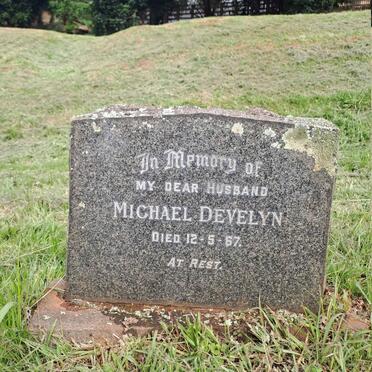 In Memory of
MY DEAR HUSBAND
MICHAEL DEVELYN
DIED 12-5-67.
AT REST.